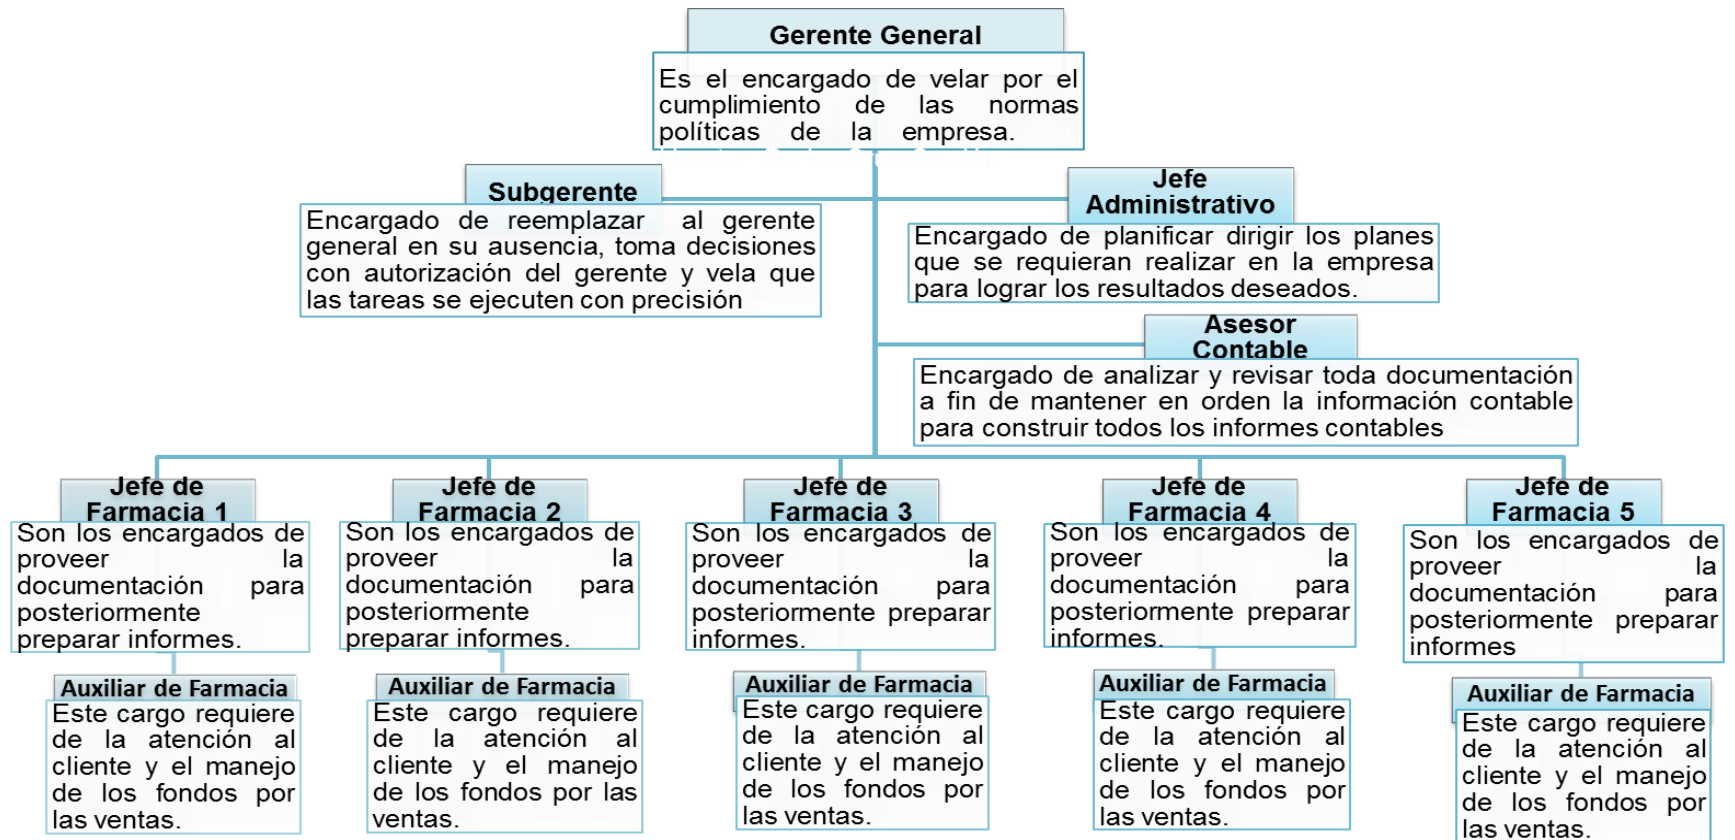 Gerente General
Es el encargado de velar por el
cumplimiento de las normas
políticas de la empresa.
Subgerente
Encargado de reemplazar al gerente
general en su ausencia, toma decisiones
con autorización del gerente y vela que
las tareas se ejecuten con precisión
Jefe
Administrativo
Encargado de planificar dirigir los planes
que se requieran realizar en la empresa
para lograr los resultados deseados.
Asesor
Contable
Encargado de analizar y revisar toda documentación
a fin de mantener en orden la información contable
para construir todos los informes contables
Jefe de
Farmacia 1
Son los encargados de
proveer la
documentación para
posteriormente
preparar informes.
Jefe de
Farmacia 2
Son los encargados de
proveer la
documentación para
posteriormente
preparar informes.
Jefe de
Farmacia 3
Son los encargados de
proveer la
documentación para
posteriormente preparar
informes.
Jefe de
Farmacia 4
Son los encargados de
proveer la
documentación para
posteriormente preparar
informes.
Jefe de
Farmacia 5
Son los encargados de
proveer la
documentación para
posteriormente preparar
informes
Auxiliar de Farmacia
Este cargo requiere
de la atención al
cliente y el manejo
de los fondos por
las ventas.
Auxiliar de Farmacia
Este cargo requiere
de la atención al
cliente y el manejo
de los fondos por las
ventas.
Auxiliar de Farmacia
Este cargo requiere
de la atención al
cliente y el manejo
de los fondos por
las ventas.
Auxiliar de Farmacia
Este cargo requiere
de la atención al
cliente y el manejo
de los fondos por
las ventas.
Auxiliar de Farmacia
Este cargo requiere
de la atención al
cliente y el manejo
de los fondos por
las ventas.